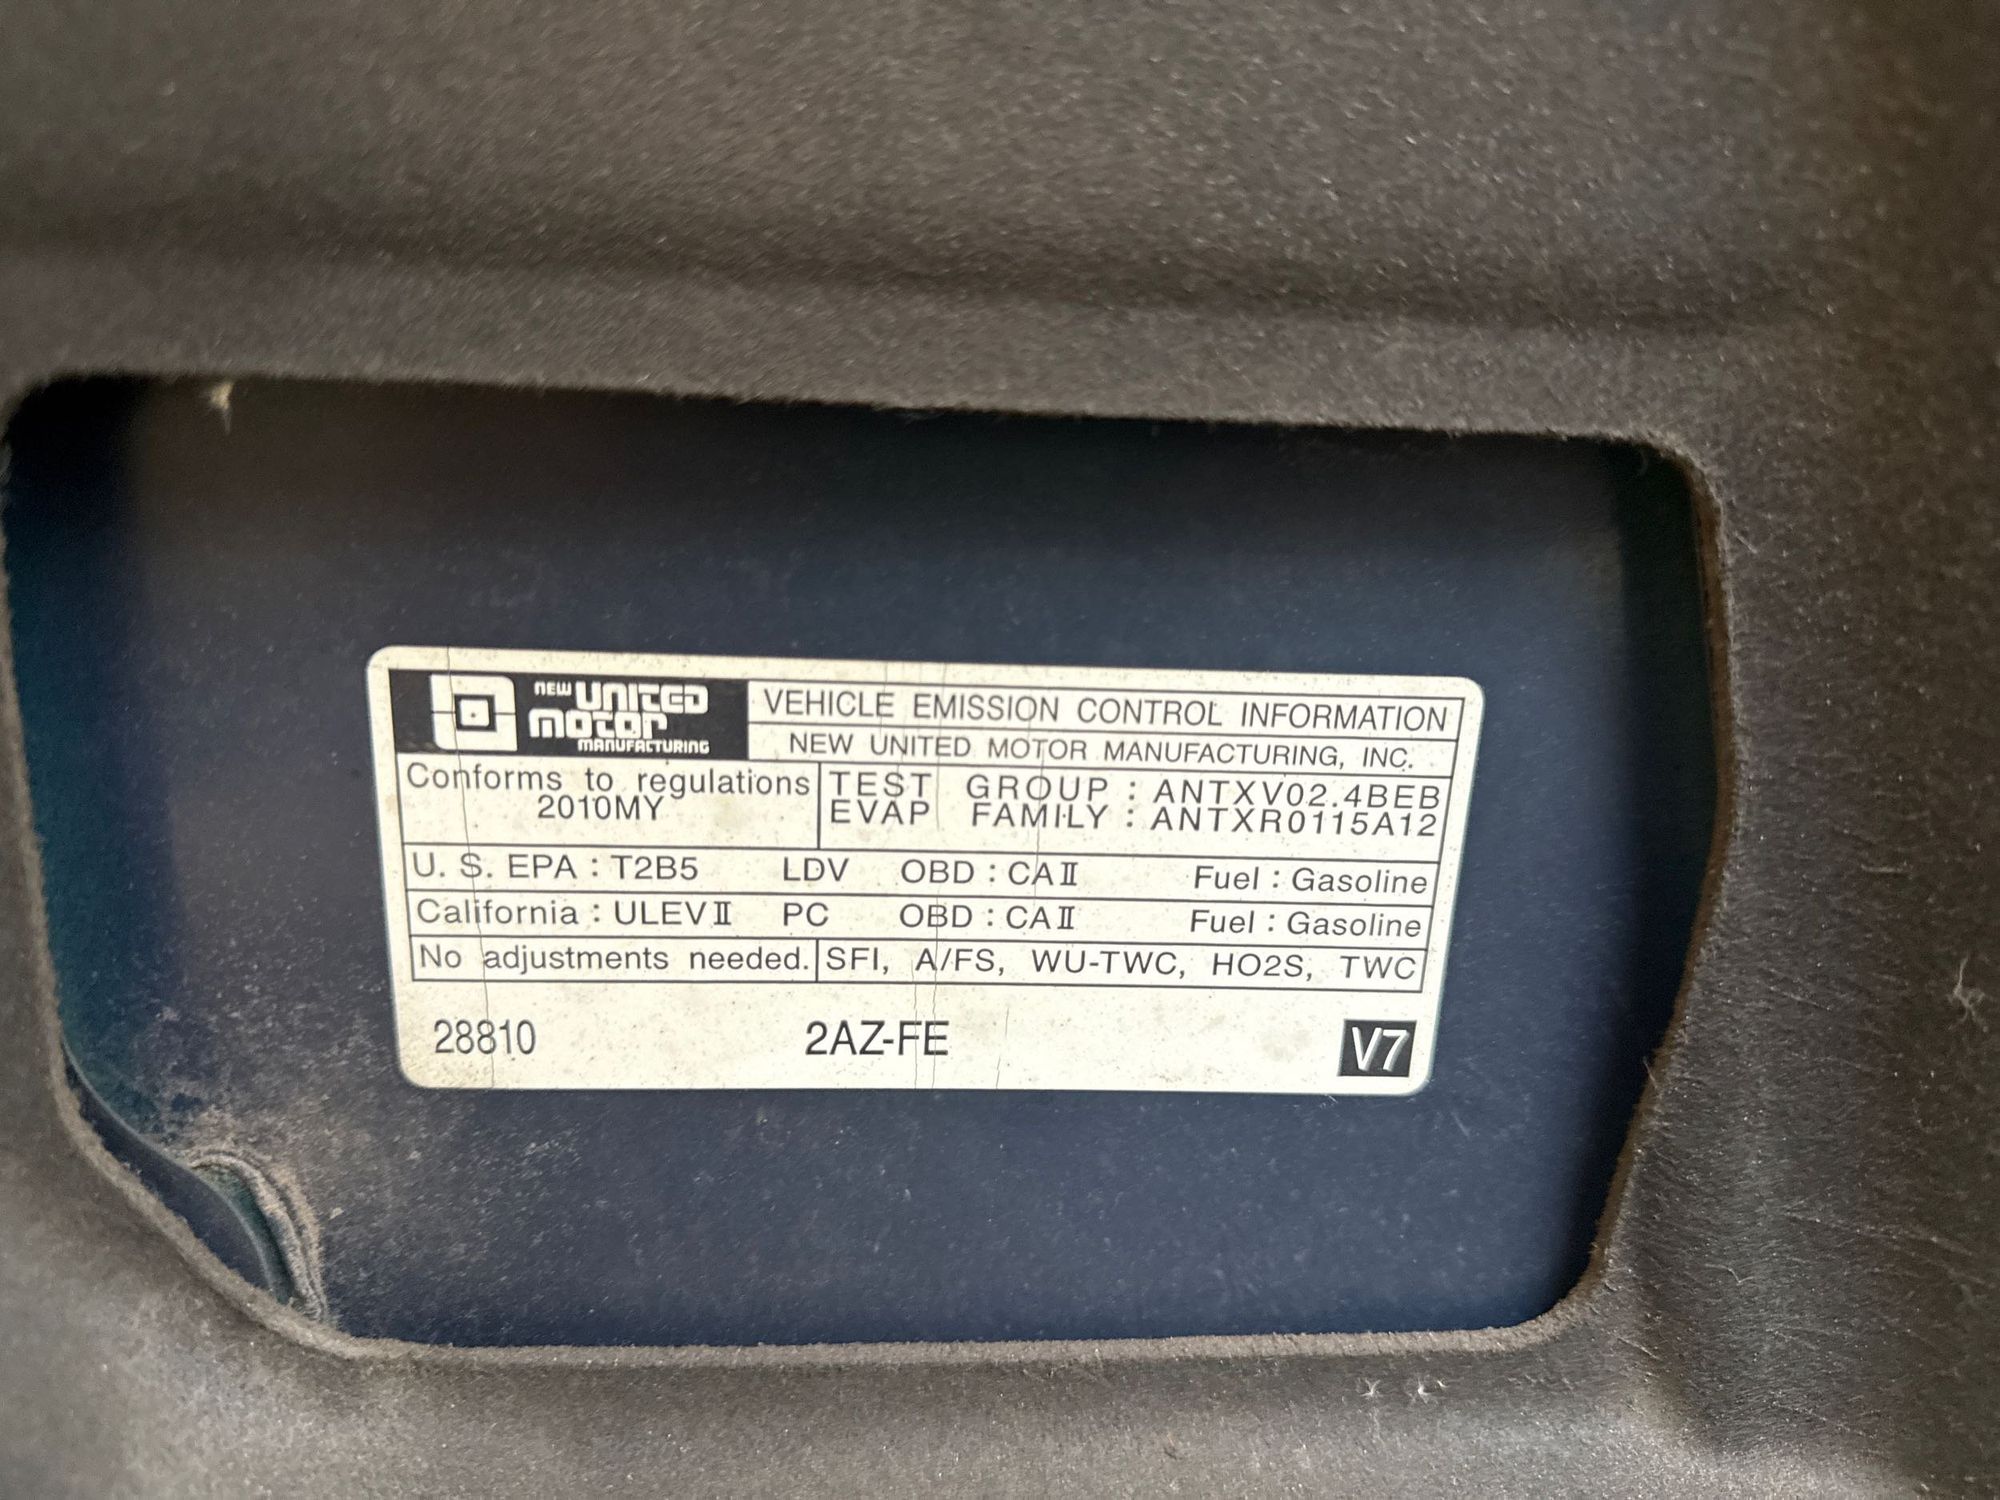 NEW UNITED
MOTOR
MANUFACTURING
VEHICLE EMISSION CONTROL INFORMATION
NEW UNITED MOTOR MANUFACTURING, INC.
Conforms to regulations
2010MY
TEST GROUP : ANTXV02.4BEB
EVAP FAMILY : ANTXR0115A12
U. S. EPA : T2B5 LDV OBD : CAⅡ Fuel : Gasoline
California : ULEVⅡ PC OBD : CAⅡ Fuel : Gasoline
No adjustments needed. SFI, A/FS, WU-TWC, HO2S, TWC
28810 2AZ-FE V7